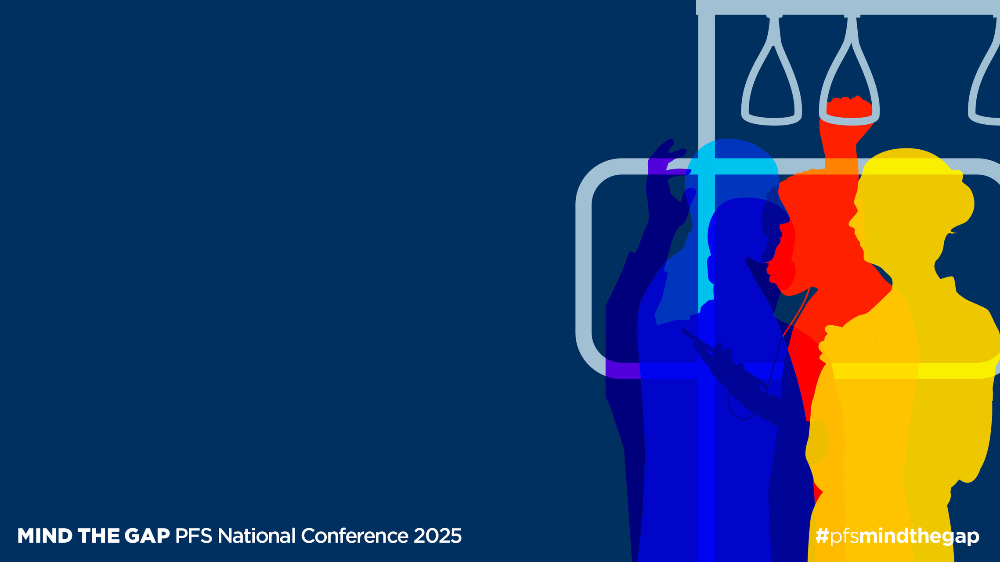 MIND THE GAP PFS National Conference 2025
#pfsmindthegap